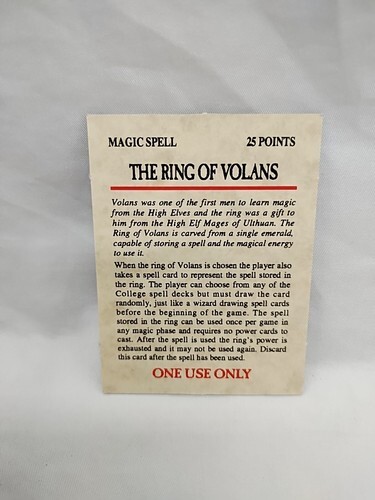 MAGIC SPELL 25 POINTS
THE RING OF VOLANS
Volans was one of the first men to learn magic
from the High Elves and the ring was a gift to
him from the High Elf Mages of Ulthuan. The
Ring of Volans is carved from a single emerald,
capable of storing a spell and the magical energy
to use it.
When the ring of Volans is chosen the player also
takes a spell card to represent the spell stored in
the ring. The player can choose from any of the
College spell decks but must draw the card
randomly, just like a wizard drawing spell cards
before the beginning of the game. The spell
stored in the ring can be used once per game in
any magic phase and requires no power cards to
cast. After the spell is used the ring's power is
exhausted and it may not be used again. Discard
this card after the spell has been used.
ONE USE ONLY